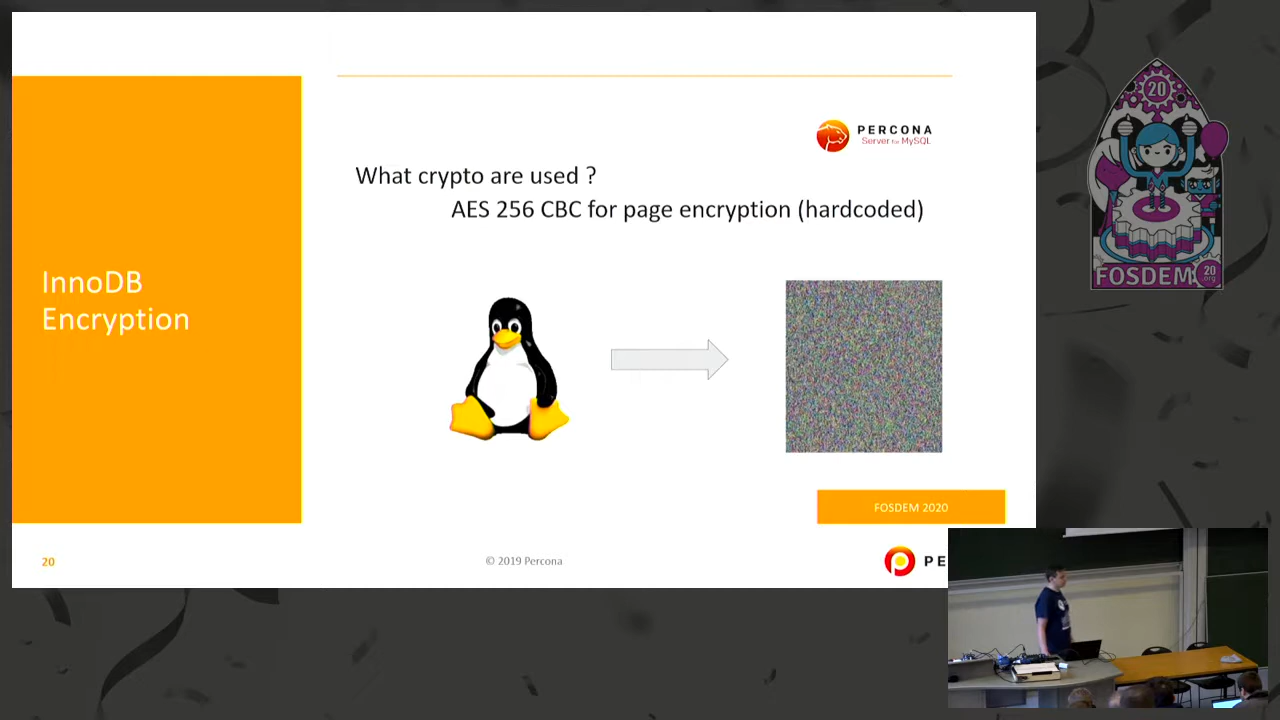 PERCONA
Server for MySQL
What crypto are used ?
AES 256 CBC for page encryption (hardcoded)
InnoDB
Encryption
FOSDEM 2020
20
© 2019 Percona
PE
20
FOSDEM
20
.org